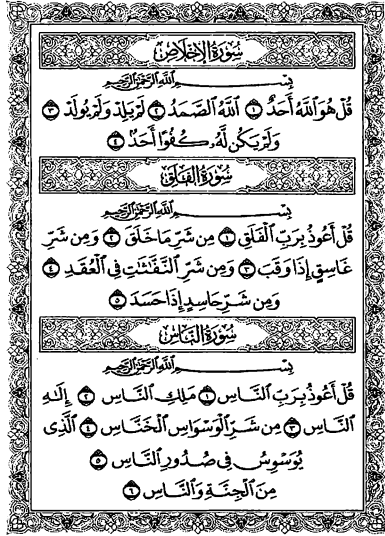 سُورَةُ الإِخْلَاصِ
بِسْمِ اللَّهِ الرَّحْمَٰنِ الرَّحِيمِ
قُلْ هُوَ اللَّهُ أَحَدٌ ١ اللَّهُ الصَّمَدُ ٢ لَمْ يَلِدْ وَلَمْ يُولَدْ ٣
وَلَمْ يَكُن لَّهُ كُفُوًا أَحَدٌ ٤
سُورَةُ الفَلَقِ
بِسْمِ اللَّهِ الرَّحْمَٰنِ الرَّحِيمِ
قُلْ أَعُوذُ بِرَبِّ الْفَلَقِ ١ مِن شَرِّ مَا خَلَقَ ٢ وَمِن شَرِّ
غَاسِقٍ إِذَا وَقَبَ ٣ وَمِن شَرِّ النَّفَّاثَاتِ فِي الْعُقَدِ ٤
وَمِن شَرِّ حَاسِدٍ إِذَا حَسَدَ ٥
سُورَةُ النَّاسِ
بِسْمِ اللَّهِ الرَّحْمَٰنِ الرَّحِيمِ
قُلْ أَعُوذُ بِرَبِّ النَّاسِ ١ مَلِكِ النَّاسِ ٢ إِلَٰهِ
النَّاسِ ٣ مِن شَرِّ الْوَسْوَاسِ الْخَنَّاسِ ٤ الَّذِي
يُوَسْوِسُ فِي صُدُورِ النَّاسِ ٥
مِنَ الْجِنَّةِ وَالنَّاسِ ٦